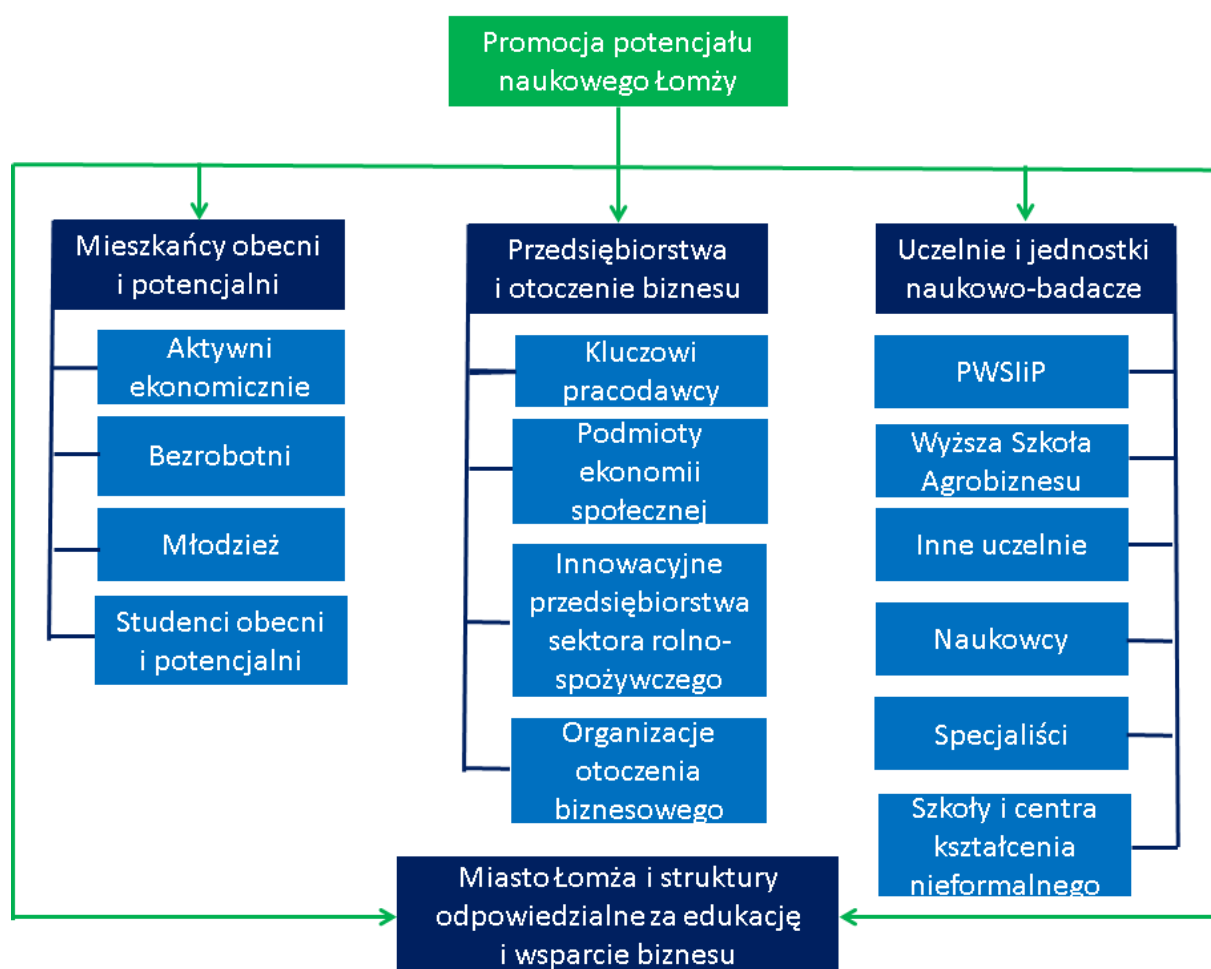 Promocja potencjału
naukowego Łomży
Mieszkańcy obecni
i potencjalni
Aktywni
ekonomicznie
Bezrobotni
Młodzież
Studenci obecni
i potencjalni
Przedsiębiorstwa
i otoczenie biznesu
Kluczowi
pracodawcy
Podmioty
ekonomii
społecznej
Innowacyjne
przedsiębiorstwa
sektora rolno-
spożywczego
Organizacje
otoczenia
biznesowego
Uczelnie i jednostki
naukowo-badacze
PWSIiP
Wyższa Szkoła
Agrobiznesu
Inne uczelnie
Naukowcy
Specjaliści
Szkoły i centra
kształcenia
nieformalnego
Miasto Łomża i struktury
odpowiedzialne za edukację
i wsparcie biznesu